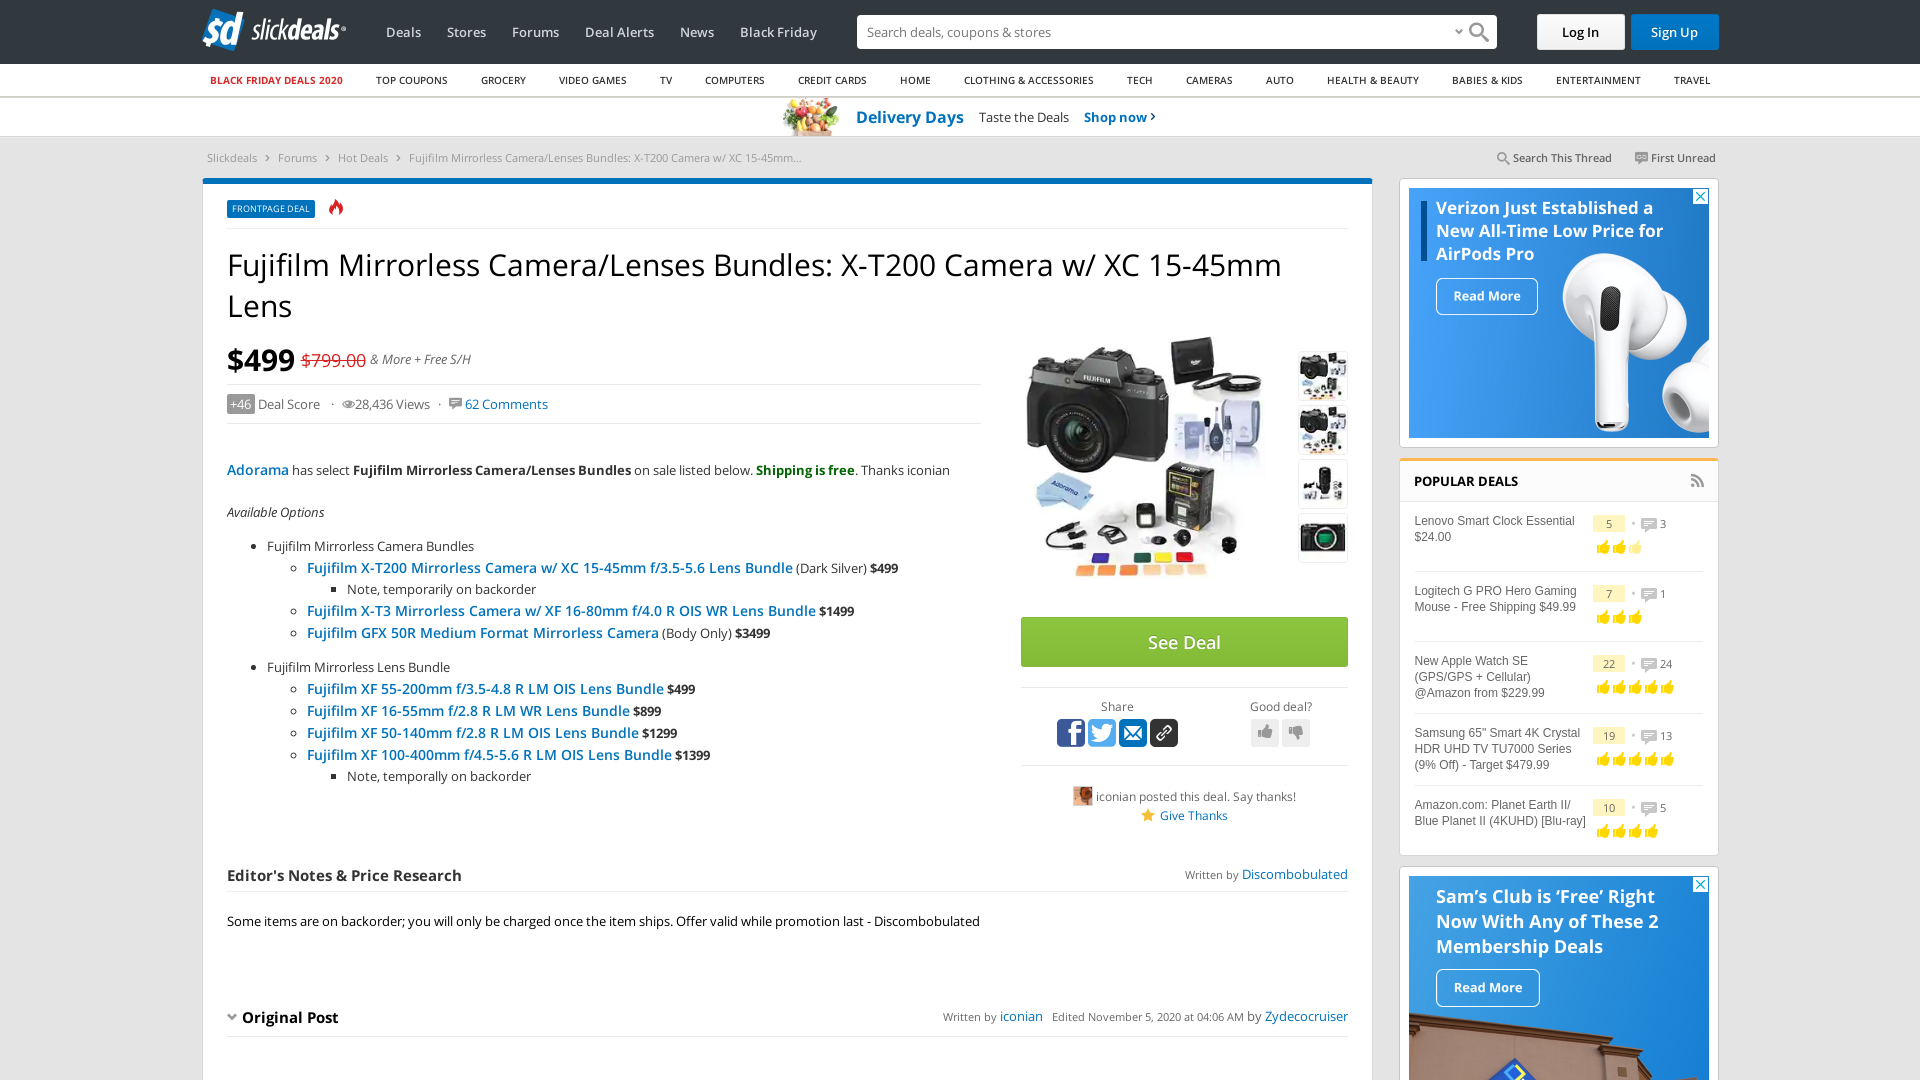 slickdeals
Deals Stores Forums Deal Alerts News Black Friday
Search deals, coupons & shopping
Log In Sign Up
BLACK FRIDAY DEALS 2020 TOP COUPONS GROCERY VIDEO GAMES TV COMPUTERS CREDIT CARDS HOME CLOTHING & ACCESSORIES TECH CAMERAS AUTO HEALTH & BEAUTY BABIES & KIDS ENTERTAINMENT TRAVEL
Delivery Days Taste the Deals Shop now ›
Slickdeals › Forums › Hot Deals › Fujifilm Mirrorless Camera/Lenses Bundles: X-T200 Camera w/ XC 15-45mm...
Search This Thread First Unread
FRONTPAGE DEAL
Fujifilm Mirrorless Camera/Lenses Bundles: X-T200 Camera w/ XC 15-45mm
Lens
$499 $799.00 & More + Free S/H
+46 Deal Score · 28,436 Views · 62 Comments
Adorama has select Fujifilm Mirrorless Camera/Lenses Bundles on sale listed below. Shipping is free. Thanks iconian
Available Options
Fujifilm Mirrorless Camera Bundles
Fujifilm X-T200 Mirrorless Camera w/ XC 15-45mm f/3.5-5.6 Lens Bundle (Dark Silver) $499
Note, temporarily on backorder
Fujifilm X-T3 Mirrorless Camera w/ XF 16-80mm f/4.0 R OIS WR Lens Bundle $1499
Fujifilm GFX 50R Medium Format Mirrorless Camera (Body Only) $3499
Fujifilm Mirrorless Lens Bundle
Fujifilm XF 55-200mm f/3.5-4.8 R LM OIS Lens Bundle $499
Fujifilm XF 16-55mm f/2.8 R LM WR Lens Bundle $899
Fujifilm XF 50-140mm f/2.8 R LM OIS Lens Bundle $1299
Fujifilm XF 100-400mm f/4.5-5.6 R LM OIS Lens Bundle $1399
Note, temporally on backorder
FUJIFILM
Adorama
See Deal
Share Good deal?
iconian posted this deal. Say thanks!
Give Thanks
Editor's Notes & Price Research Written by Discombobulated
Some items are on backorder; you will only be charged once the item ships. Offer valid while promotion last - Discombobulated
Original Post Written by iconian Edited November 5, 2020 at 04:06 AM by Zydecocruiser
Verizon Just Established a
New All-Time Low Price for
AirPods Pro
Read More
POPULAR DEALS
Lenovo Smart Clock Essential
$24.00
5 • 3
Logitech G PRO Hero Gaming
Mouse - Free Shipping $49.99
7 • 1
New Apple Watch SE
(GPS/GPS + Cellular)
@Amazon from $229.99
22 • 24
Samsung 65" Smart 4K Crystal
HDR UHD TV TU7000 Series
(9% Off) - Target $479.99
19 • 13
Amazon.com: Planet Earth II/
Blue Planet II (4KUHD) [Blu-ray]
10 • 5
Sam's Club is ‘Free’ Right
Now With Any of These 2
Membership Deals
Read More